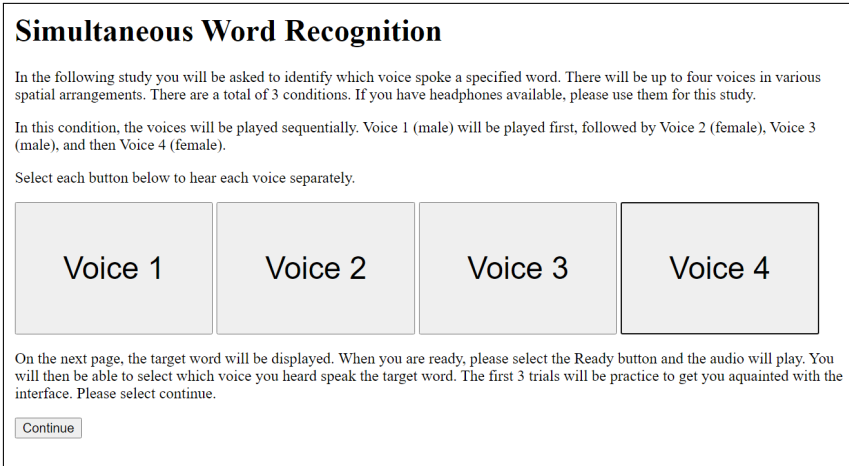 Simultaneous Word Recognition
In the following study you will be asked to identify which voice spoke a specified word. There will be up to four voices in various
spatial arrangements. There are a total of 3 conditions. If you have headphones available, please use them for this study.
In this condition, the voices will be played sequentially. Voice 1 (male) will be played first, followed by Voice 2 (female), Voice 3
(male), and then Voice 4 (female).
Select each button below to hear each voice separately.
Voice 1 Voice 2 Voice 3 Voice 4
On the next page, the target word will be displayed. When you are ready, please select the Ready button and the audio will play. You
will then be able to select which voice you heard speak the target word. The first 3 trials will be practice to get you aquainted with the
interface. Please select continue.
Continue